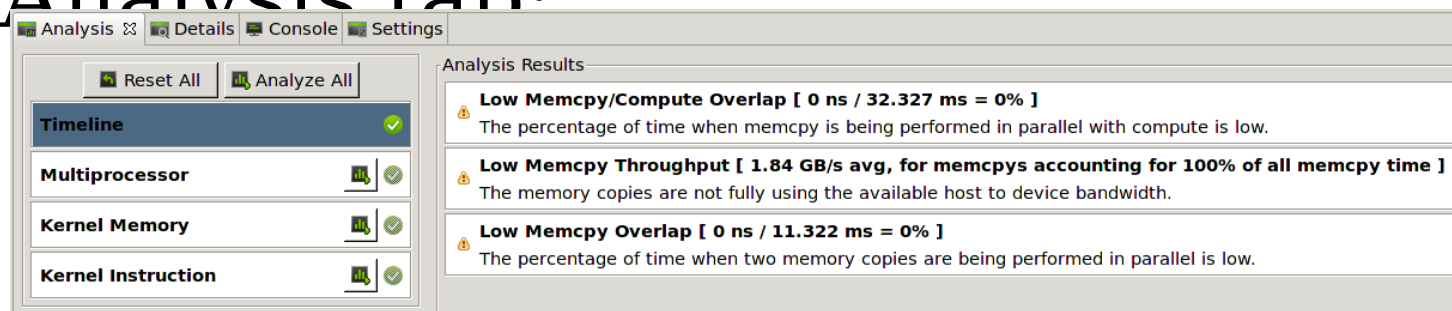 Analysis Details Console Settings
Reset All Analyze All
Timeline
Multiprocessor
Kernel Memory
Kernel Instruction
Analysis Results
Low Memcpy/Compute Overlap [ 0 ns / 32.327 ms = 0% ]
The percentage of time when memcpy is being performed in parallel with compute is low.
Low Memcpy Throughput [ 1.84 GB/s avg, for memcpys accounting for 100% of all memcpy time ]
The memory copies are not fully using the available host to device bandwidth.
Low Memcpy Overlap [ 0 ns / 11.322 ms = 0% ]
The percentage of time when two memory copies are being performed in parallel is low.